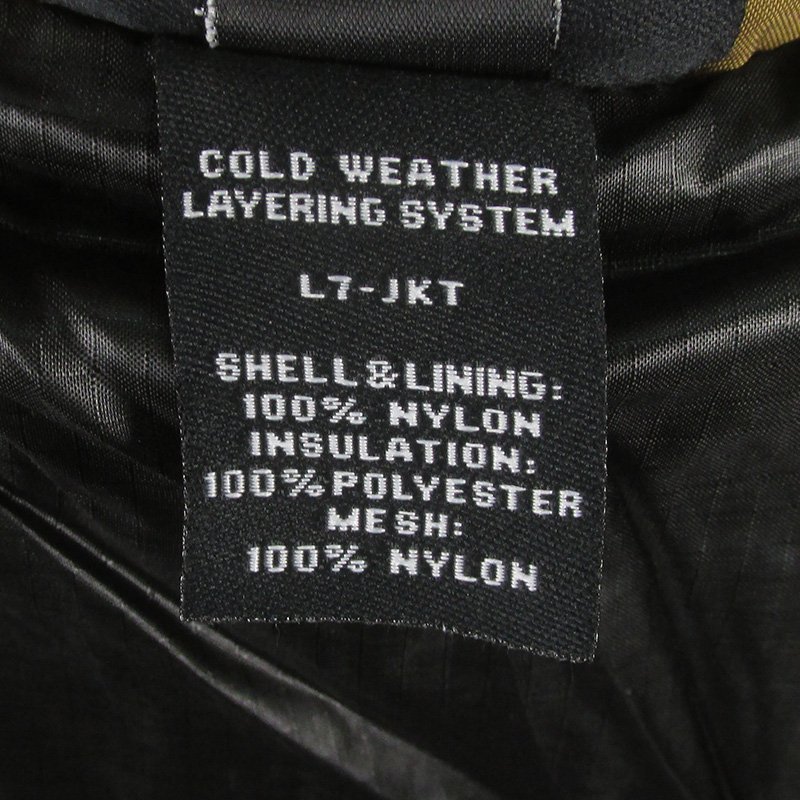 COLD WEATHER
LAYERING SYSTEM
L7-JKT
SHELL&LINING:
100% NYLON
INSULATION:
100%POLYESTER
MESH:
100% NYLON